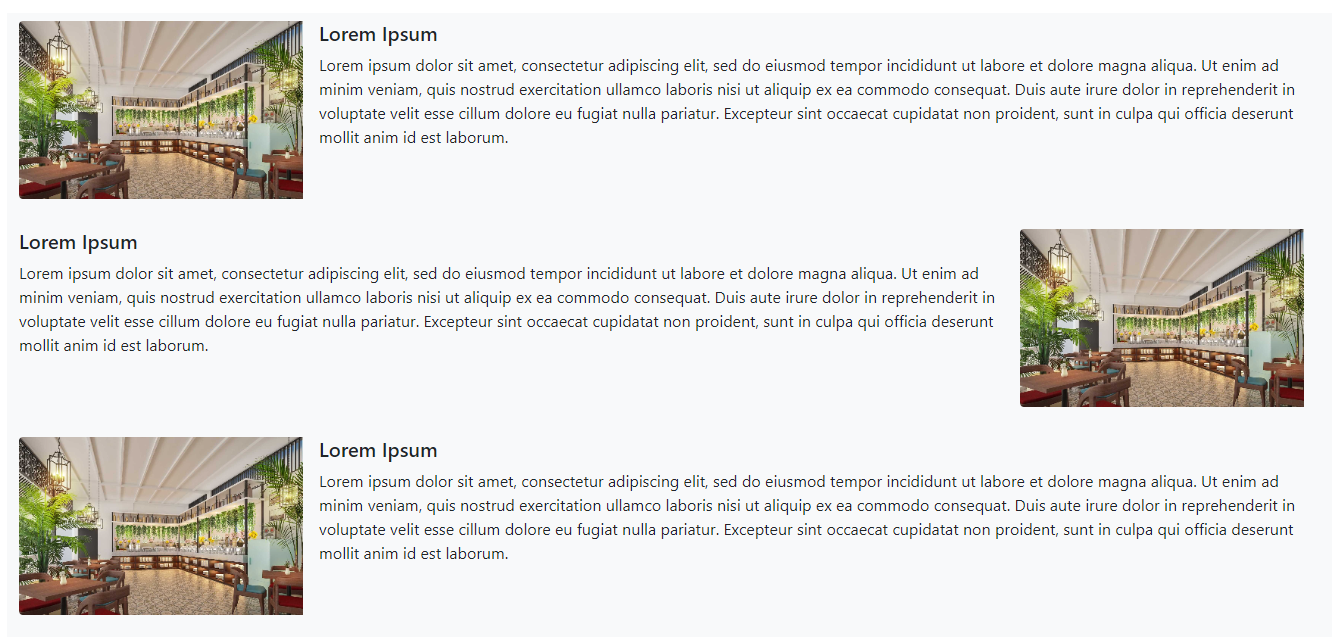 Lorem Ipsum
Lorem ipsum dolor sit amet, consectetur adipiscing elit, sed do eiusmod tempor incididunt ut labore et dolore magna aliqua. Ut enim ad
minim veniam, quis nostrud exercitation ullamco laboris nisi ut aliquip ex ea commodo consequat. Duis aute irure dolor in reprehenderit in
voluptate velit esse cillum dolore eu fugiat nulla pariatur. Excepteur sint occaecat cupidatat non proident, sunt in culpa qui officia deserunt
mollit anim id est laborum.
Lorem Ipsum
Lorem ipsum dolor sit amet, consectetur adipiscing elit, sed do eiusmod tempor incididunt ut labore et dolore magna aliqua. Ut enim ad
minim veniam, quis nostrud exercitation ullamco laboris nisi ut aliquip ex ea commodo consequat. Duis aute irure dolor in reprehenderit in
voluptate velit esse cillum dolore eu fugiat nulla pariatur. Excepteur sint occaecat cupidatat non proident, sunt in culpa qui officia deserunt
mollit anim id est laborum.
Lorem Ipsum
Lorem ipsum dolor sit amet, consectetur adipiscing elit, sed do eiusmod tempor incididunt ut labore et dolore magna aliqua. Ut enim ad
minim veniam, quis nostrud exercitation ullamco laboris nisi ut aliquip ex ea commodo consequat. Duis aute irure dolor in reprehenderit in
voluptate velit esse cillum dolore eu fugiat nulla pariatur. Excepteur sint occaecat cupidatat non proident, sunt in culpa qui officia deserunt
mollit anim id est laborum.